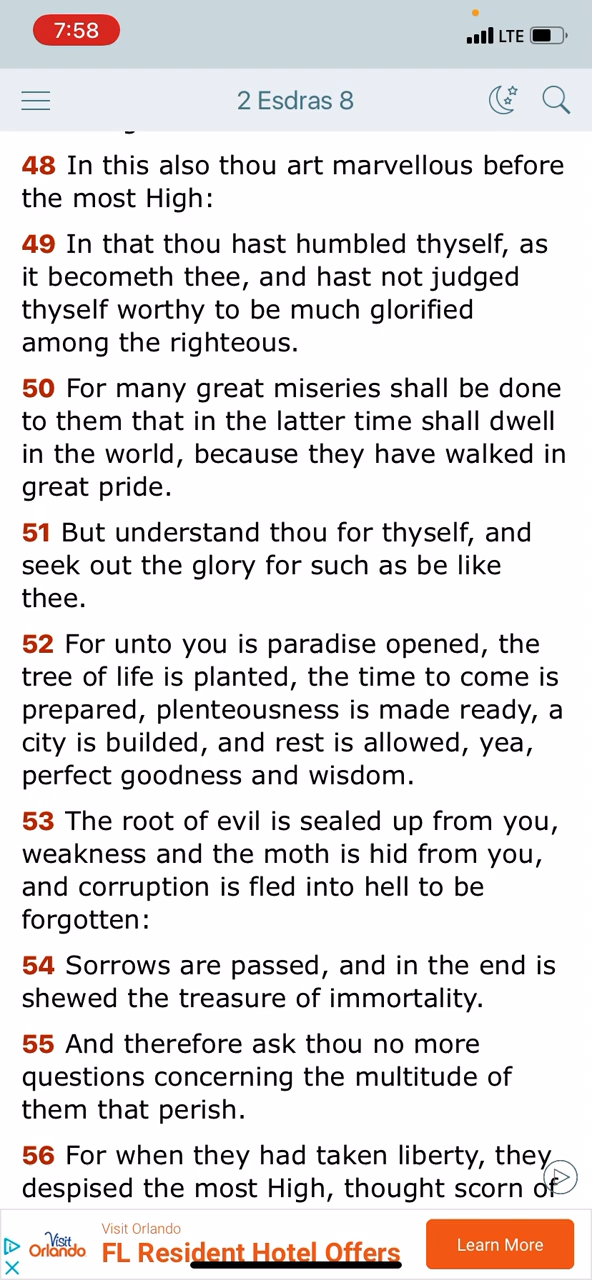 7:58
LTE
2 Esdras 8
48 In this also thou art marvellous before
the most High:
49 In that thou hast humbled thyself, as
it becometh thee, and hast not judged
thyself worthy to be much glorified
among the righteous.
50 For many great miseries shall be done
to them that in the latter time shall dwell
in the world, because they have walked in
great pride.
51 But understand thou for thyself, and
seek out the glory for such as be like
thee.
52 For unto you is paradise opened, the
tree of life is planted, the time to come is
prepared, plenteousness is made ready, a
city is builded, and rest is allowed, yea,
perfect goodness and wisdom.
53 The root of evil is sealed up from you,
weakness and the moth is hid from you,
and corruption is fled into hell to be
forgotten:
54 Sorrows are passed, and in the end is
shewed the treasure of immortality.
55 And therefore ask thou no more
questions concerning the multitude of
them that perish.
56 For when they had taken liberty, they
despised the most High, thought scorn of
Visit Orlando
Visit
Orlando
FL Resident Hotel Offers
Learn More